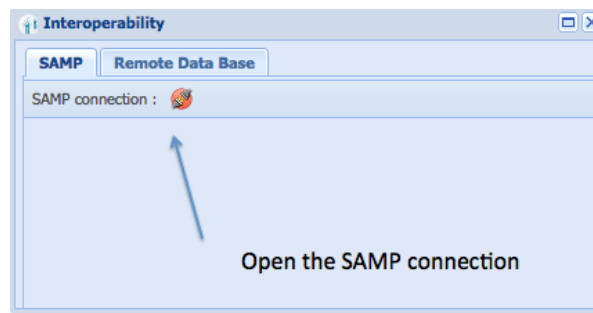 Interoperability
SAMP Remote Data Base
SAMP connection :
Open the SAMP connection